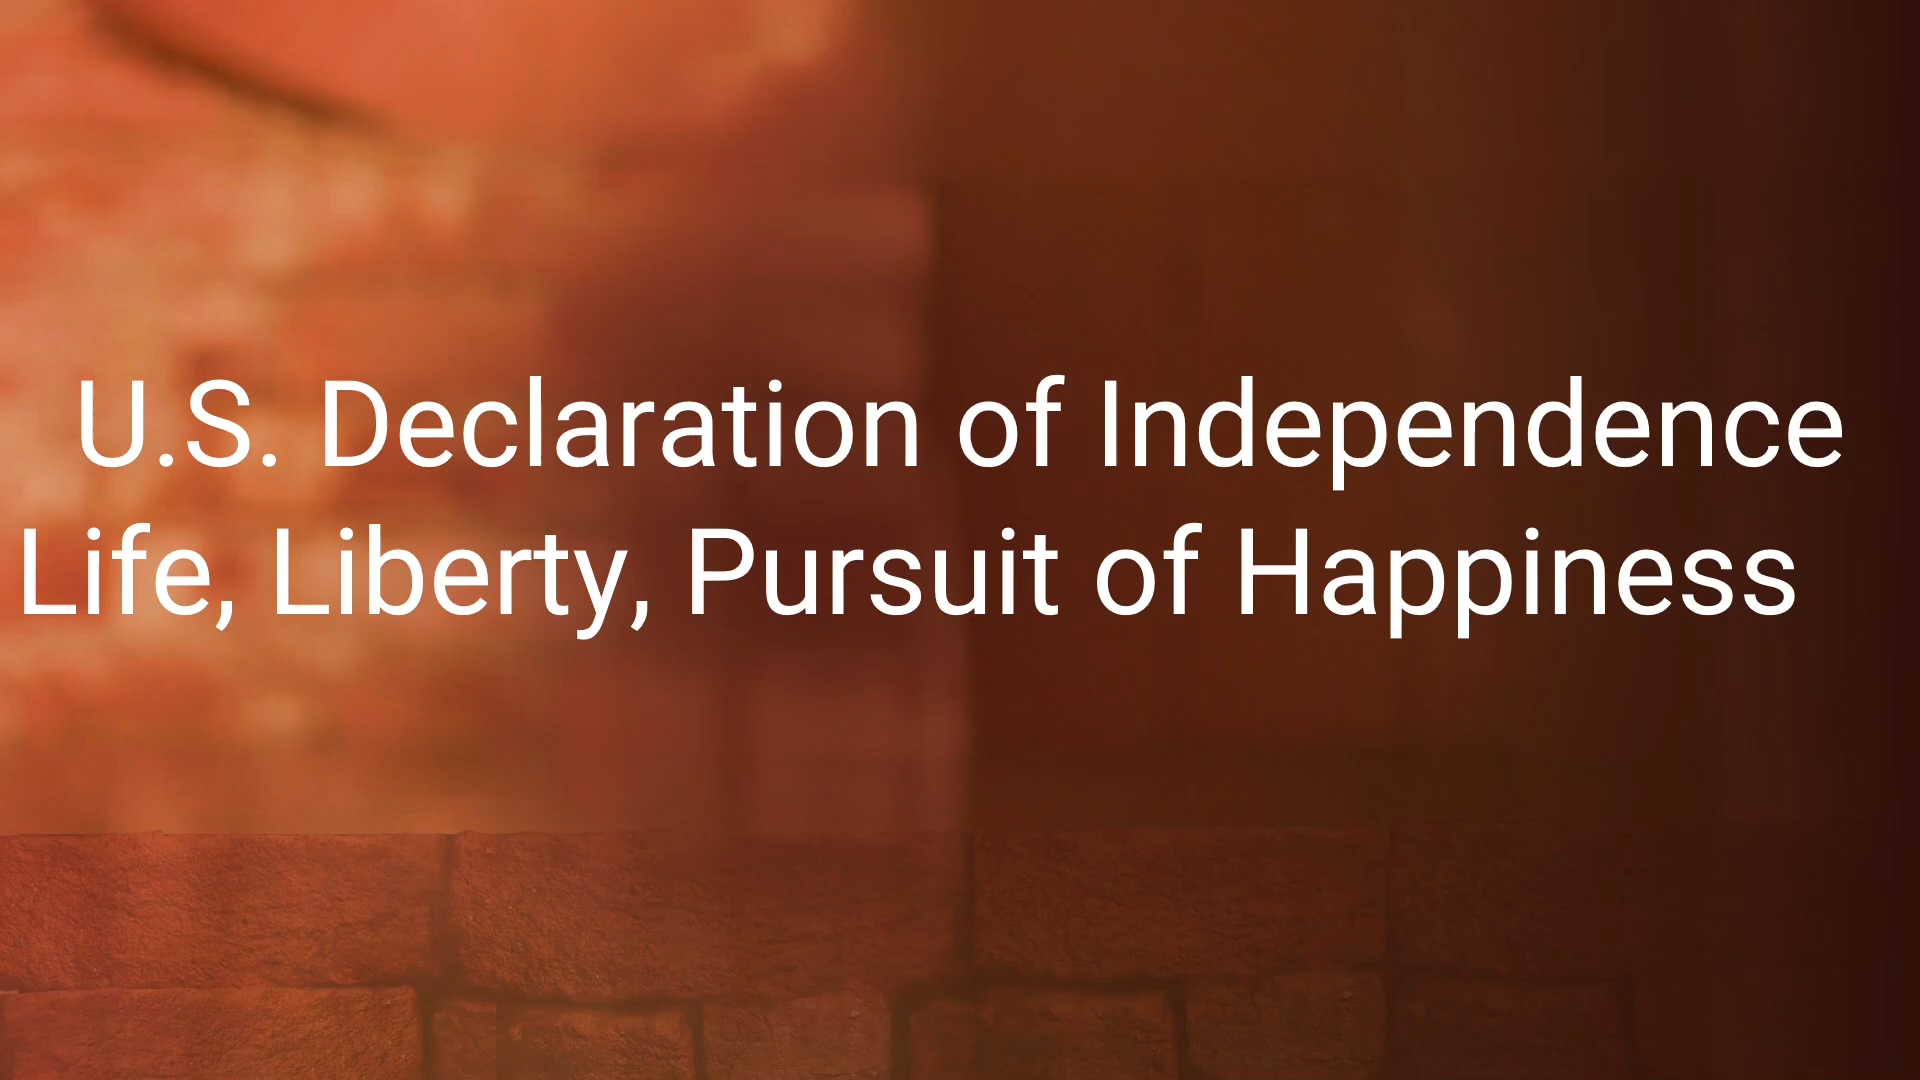 U.S. Declaration of Independence
Life, Liberty, Pursuit of Happiness